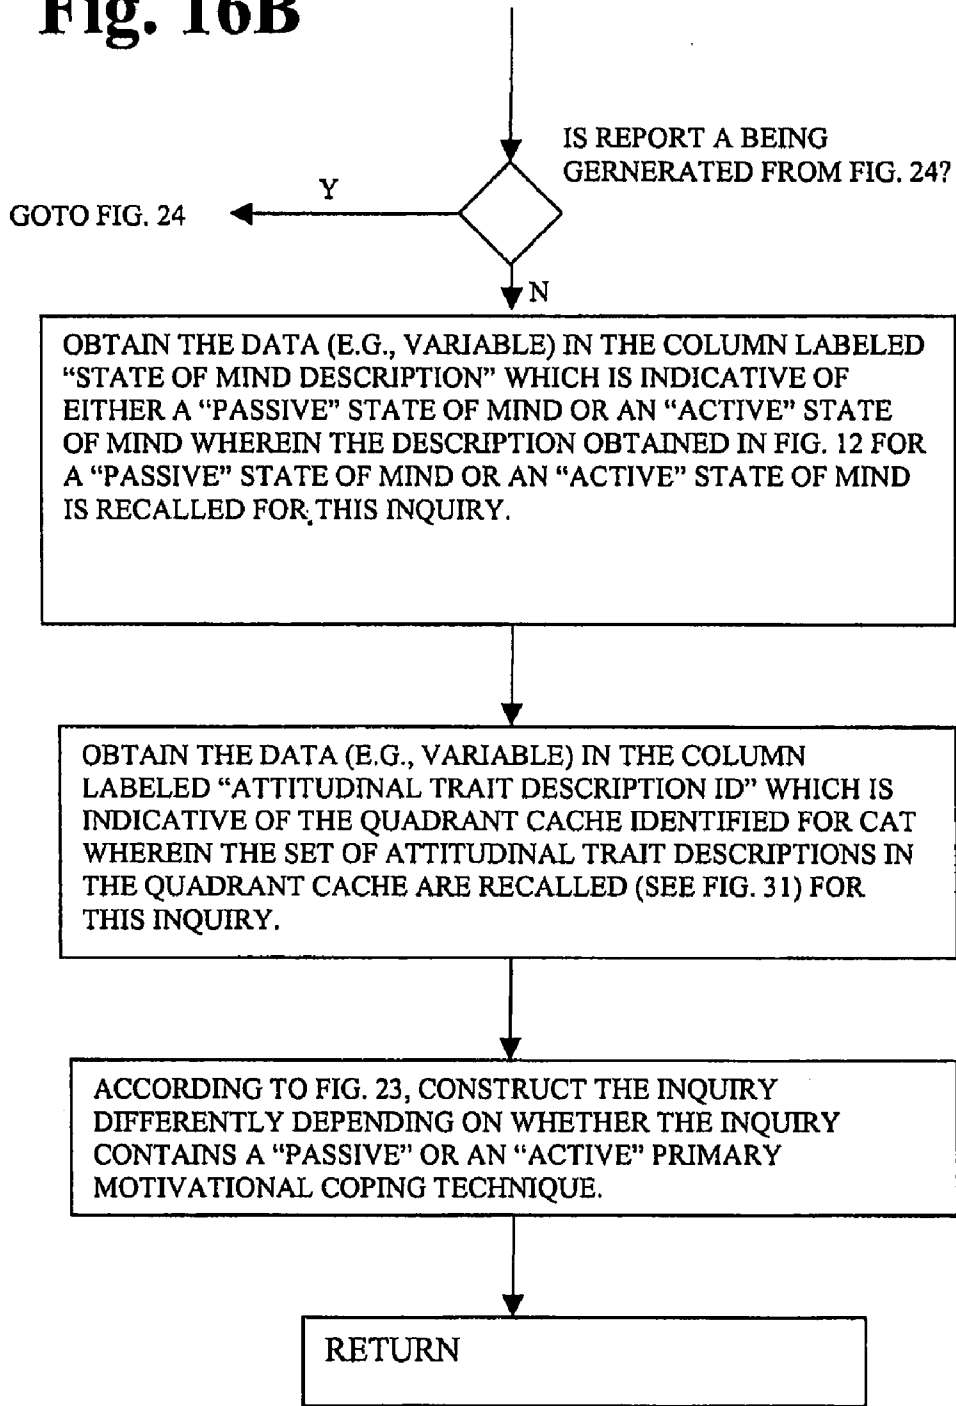 Fig. 16B
IS REPORT A BEING
GERNERATED FROM FIG. 24?
Y
GOTO FIG. 24
N
OBTAIN THE DATA (E.G., VARIABLE) IN THE COLUMN LABELED
“STATE OF MIND DESCRIPTION” WHICH IS INDICATIVE OF
EITHER A “PASSIVE” STATE OF MIND OR AN “ACTIVE” STATE
OF MIND WHEREIN THE DESCRIPTION OBTAINED IN FIG. 12 FOR
A “PASSIVE” STATE OF MIND OR AN “ACTIVE” STATE OF MIND
IS RECALLED FOR THIS INQUIRY.
OBTAIN THE DATA (E.G., VARIABLE) IN THE COLUMN
LABELED “ATTITUDINAL TRAIT DESCRIPTION ID” WHICH IS
INDICATIVE OF THE QUADRANT CACHE IDENTIFIED FOR CAT
WHEREIN THE SET OF ATTITUDINAL TRAIT DESCRIPTIONS IN
THE QUADRANT CACHE ARE RECALLED (SEE FIG. 31) FOR
THIS INQUIRY.
ACCORDING TO FIG. 23, CONSTRUCT THE INQUIRY
DIFFERENTLY DEPENDING ON WHETHER THE INQUIRY
CONTAINS A “PASSIVE” OR AN “ACTIVE” PRIMARY
MOTIVATIONAL COPING TECHNIQUE.
RETURN